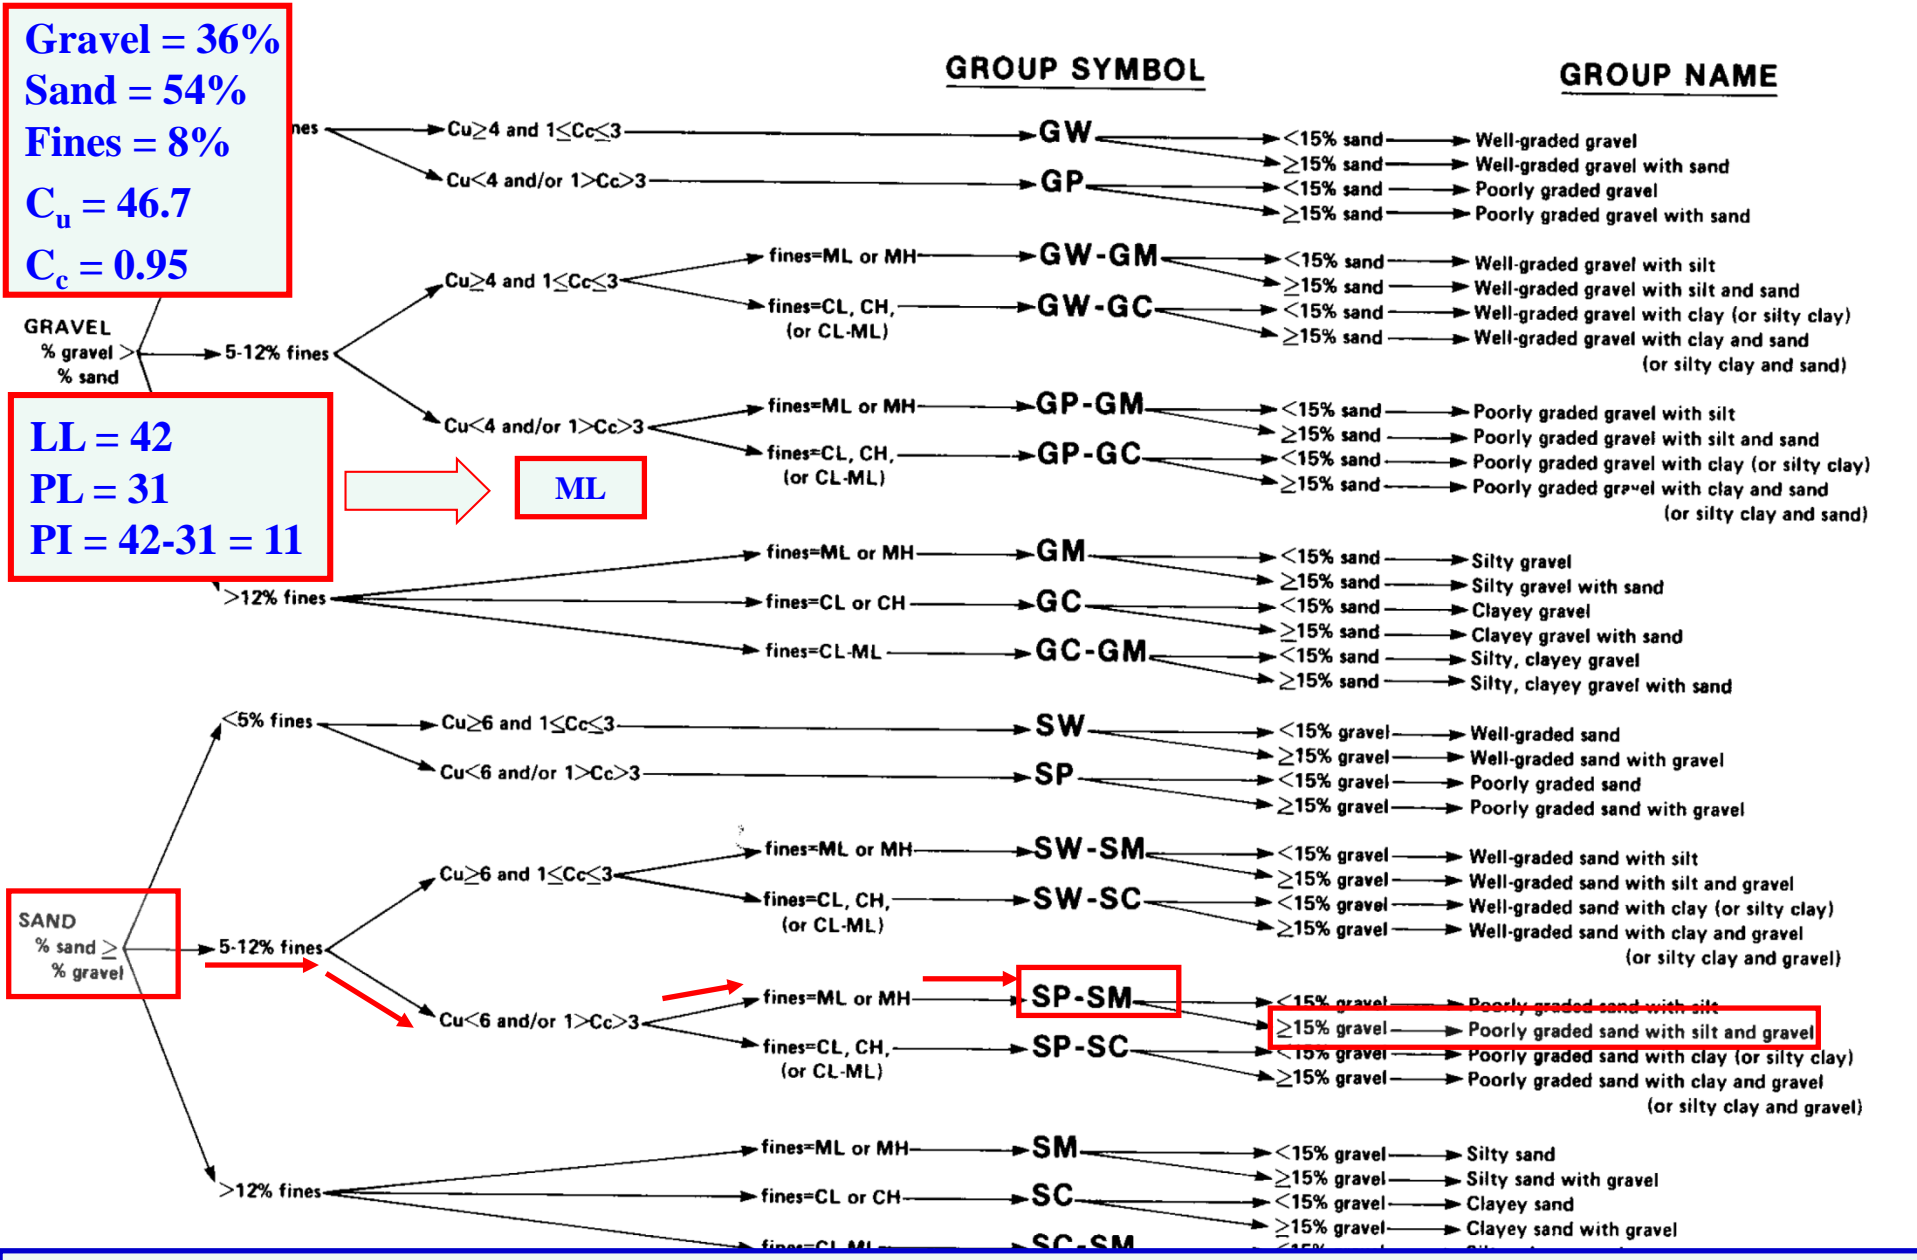 Gravel = 36%
Sand = 54%
Fines = 8%
Cu = 46.7
Cc = 0.95
GROUP SYMBOL
GROUP NAME
Cu≥4 and 1≤Cc≤3
GW
<15% sand
Well-graded gravel
≥15% sand
Well-graded gravel with sand
Cu<4 and/or 1>Cc>3
GP
<15% sand
Poorly graded gravel
≥15% sand
Poorly graded gravel with sand
GRAVEL
% gravel >
% sand
5-12% fines
Cu≥4 and 1≤Cc≤3
fines=ML or MH
GW-GM
<15% sand
Well-graded gravel with silt
≥15% sand
Well-graded gravel with silt and sand
fines=CL, CH,
(or CL-ML)
GW-GC
<15% sand
Well-graded gravel with clay (or silty clay)
≥15% sand
Well-graded gravel with clay and sand
(or silty clay and sand)
Cu<4 and/or 1>Cc>3
fines=ML or MH
GP-GM
<15% sand
Poorly graded gravel with silt
≥15% sand
Poorly graded gravel with silt and sand
fines=CL, CH,
(or CL-ML)
GP-GC
<15% sand
Poorly graded gravel with clay (or silty clay)
≥15% sand
Poorly graded gravel with clay and sand
(or silty clay and sand)
LL = 42
PL = 31
PI = 42-31 = 11
ML
>12% fines
fines=ML or MH
GM
<15% sand
Silty gravel
≥15% sand
Silty gravel with sand
fines=CL or CH
GC
<15% sand
Clayey gravel
≥15% sand
Clayey gravel with sand
fines=CL-ML
GC-GM
<15% sand
Silty, clayey gravel
≥15% sand
Silty, clayey gravel with sand
SAND
% sand ≥
% gravel
<5% fines
Cu≥6 and 1≤Cc≤3
SW
<15% gravel
Well-graded sand
≥15% gravel
Well-graded sand with gravel
Cu<6 and/or 1>Cc>3
SP
<15% gravel
Poorly graded sand
≥15% gravel
Poorly graded sand with gravel
5-12% fines
Cu≥6 and 1≤Cc≤3
fines=ML or MH
SW-SM
<15% gravel
Well-graded sand with silt
≥15% gravel
Well-graded sand with silt and gravel
fines=CL, CH,
(or CL-ML)
SW-SC
<15% gravel
Well-graded sand with clay (or silty clay)
≥15% gravel
Well-graded sand with clay and gravel
(or silty clay and gravel)
Cu<6 and/or 1>Cc>3
fines=ML or MH
SP-SM
<15% gravel
Poorly graded sand with silt
≥15% gravel
Poorly graded sand with silt and gravel
fines=CL, CH,
(or CL-ML)
SP-SC
<15% gravel
Poorly graded sand with clay (or silty clay)
≥15% gravel
Poorly graded sand with clay and gravel
(or silty clay and gravel)
>12% fines
fines=ML or MH
SM
<15% gravel
Silty sand
≥15% gravel
Silty sand with gravel
fines=CL or CH
SC
<15% gravel
Clayey sand
≥15% gravel
Clayey sand with gravel
fines=CL-ML
SC-SM